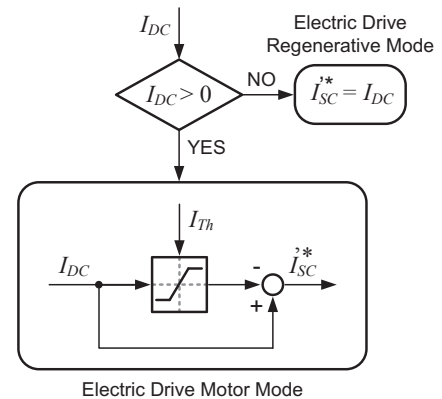 I_DC
Electric Drive
Regenerative Mode
I_DC > 0
NO
I'*_SC = I_DC
YES
I_Th
I_DC
-
I'*_SC
+
Electric Drive Motor Mode